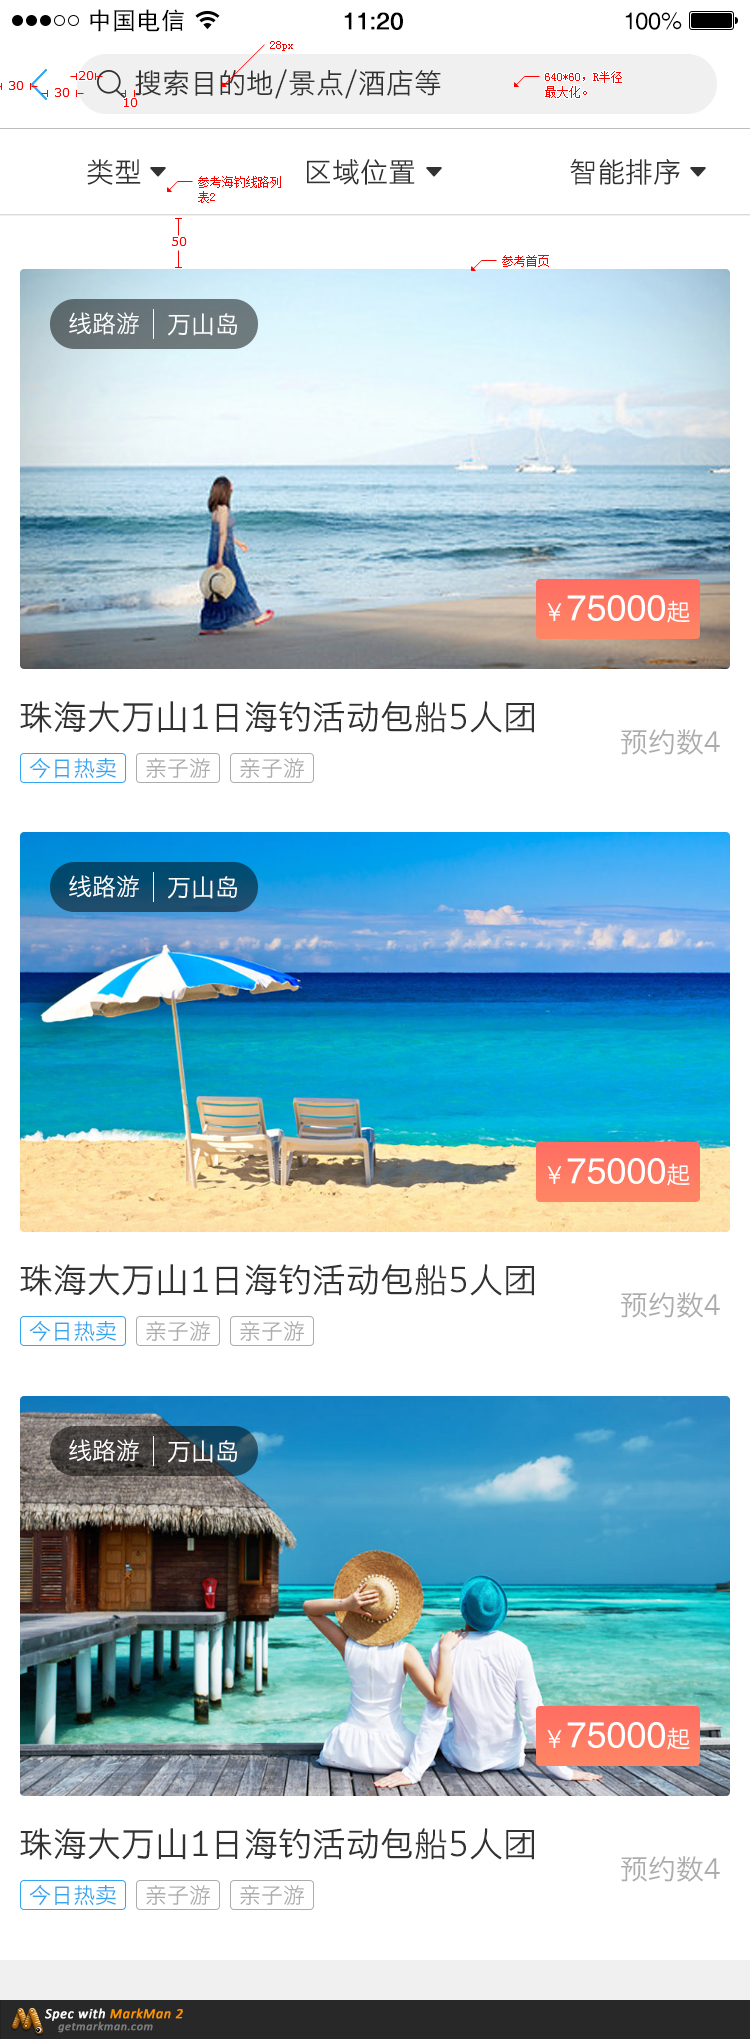 中国电信 11:20 100%
28px
30 30 20 10 搜索目的地/景点/酒店等 640*60，R半径
最大化。
类型 区域位置 智能排序
参考海钓线路列
表2
50
参考首页
线路游 万山岛
¥75000起
珠海大万山1日海钓活动包船5人团
预约数4
今日热卖 亲子游 亲子游
线路游 万山岛
¥75000起
珠海大万山1日海钓活动包船5人团
预约数4
今日热卖 亲子游 亲子游
线路游 万山岛
¥75000起
珠海大万山1日海钓活动包船5人团
预约数4
今日热卖 亲子游 亲子游
Spec with MarkMan 2
getmarkman.com